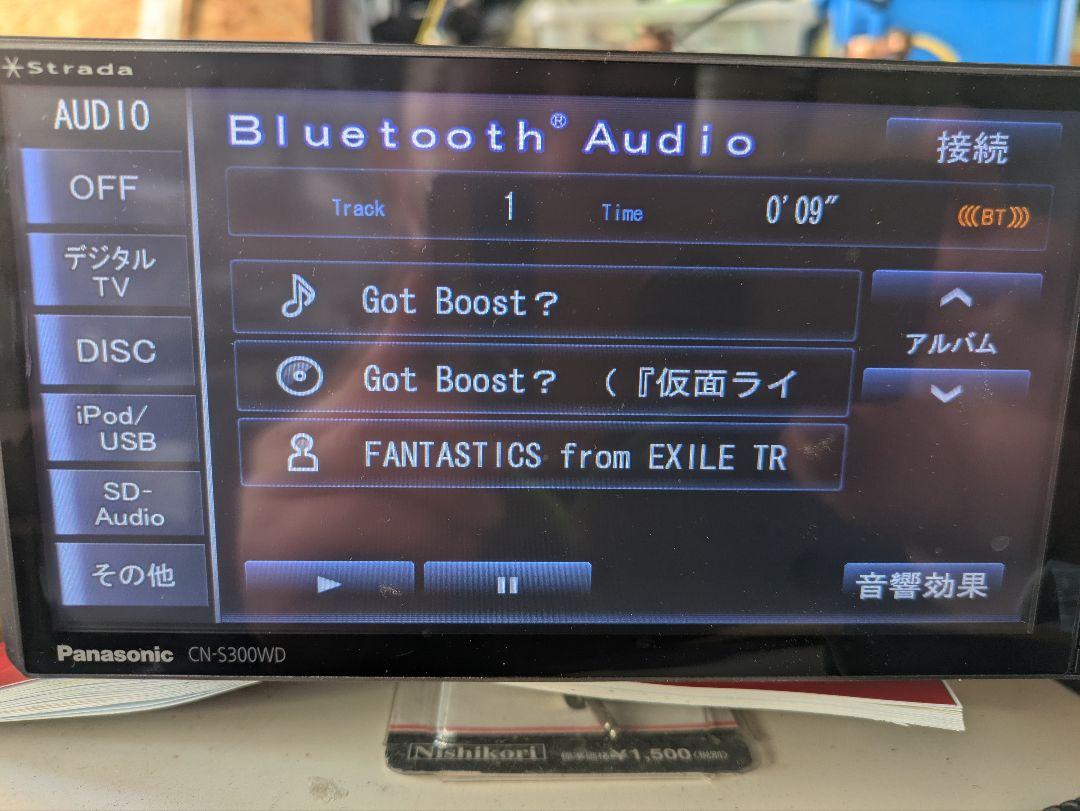 Strada
AUDIO
Bluetooth® Audio
接続
OFF
Track 1 Time 0'09"
BT
デジタル
TV
Got Boost？
アルバム
DISC
Got Boost？ （『仮面ライ
iPod/
USB
FANTASTICS from EXILE TR
SD-
Audio
その他
音響効果
Panasonic CN-S300WD
Nishikori ¥1,500